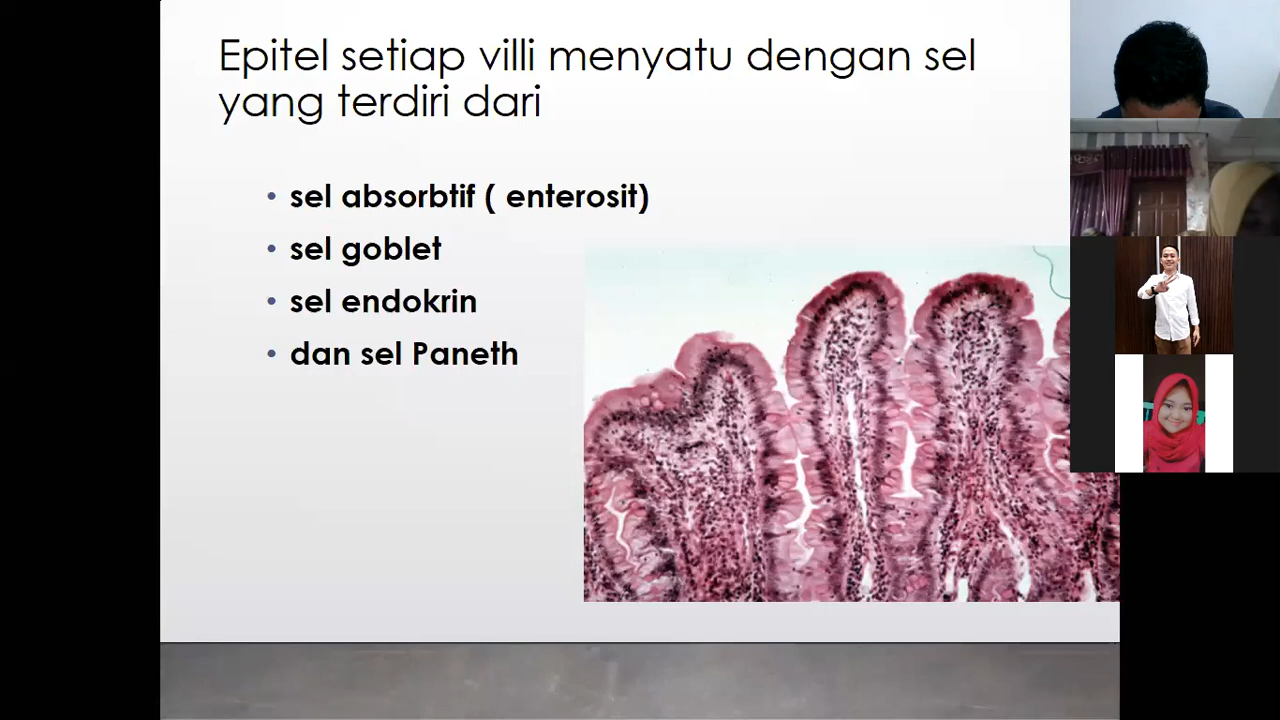 Epitel setiap villi menyatu dengan sel
yang terdiri dari
• sel absorbtif ( enterosit)
• sel goblet
• sel endokrin
• dan sel Paneth